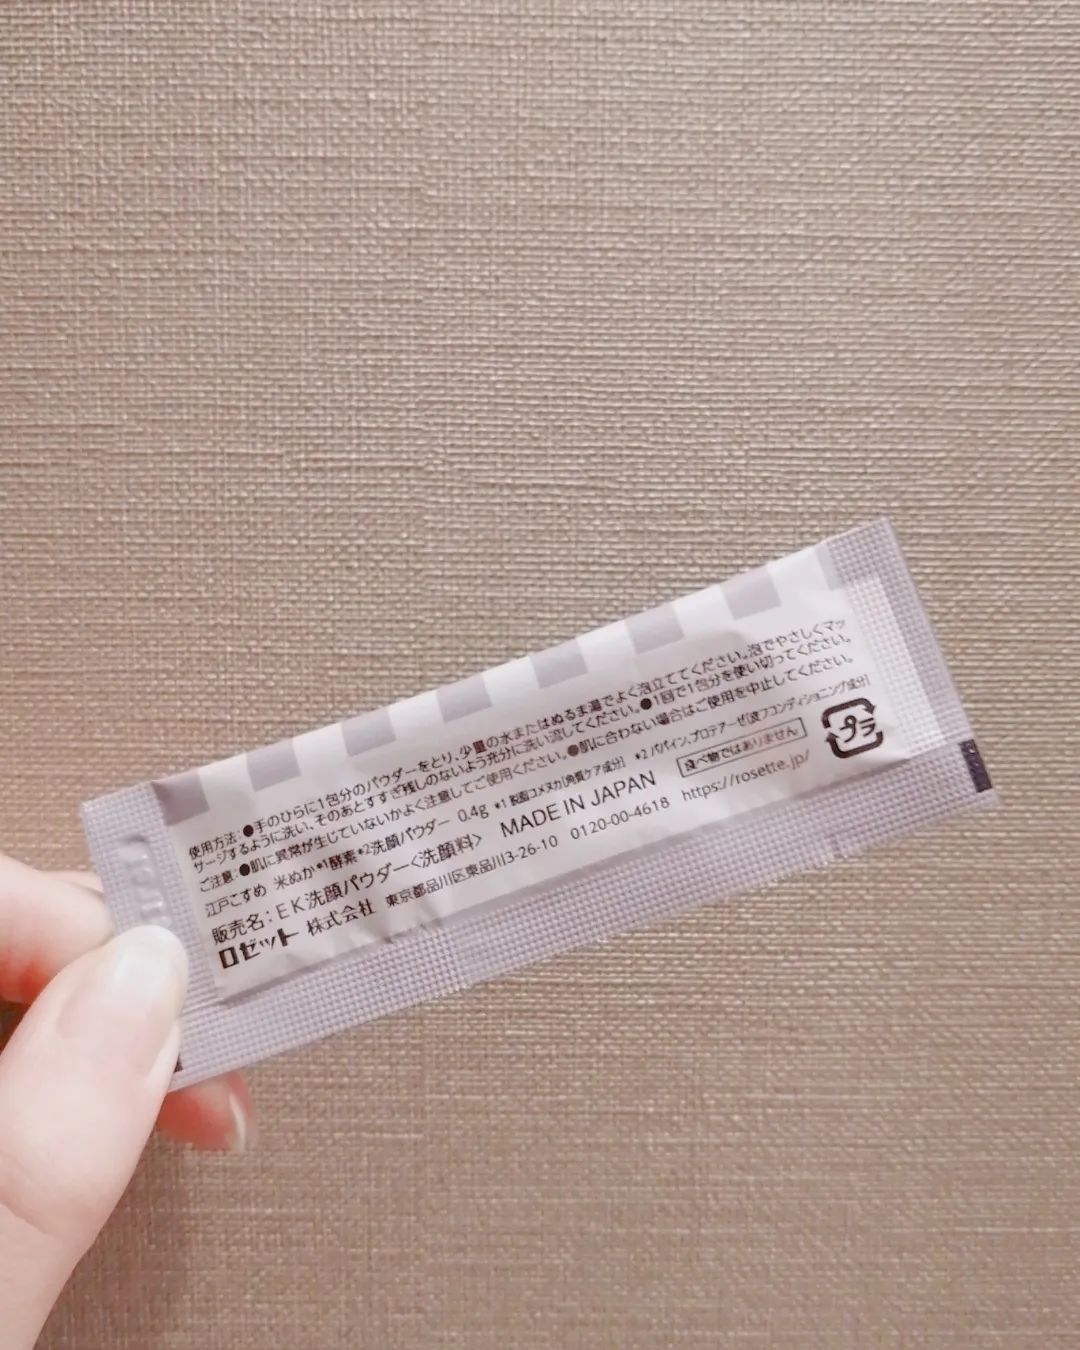 使用方法:●手のひらに1包分のパウダーをとり、少量の水またはぬるま湯でよく泡立ててください。泡でやさしくマッ
サージするように洗い、そのあとすすぎ残しのないよう充分に洗い流してください。●1回で1包分を使い切ってください。
ご注意:●肌に異常が生じていないかよく注意してご使用ください。●肌に合わない場合はご使用を中止してください。
江戸こすめ 米ぬか*1酵素*2洗顔パウダー 0.4g *1 脱脂コメヌカ[角質ケア成分] *2 パパイン、プロテアーゼ[皮フコンディショニング成分]
販売名:EK洗顔パウダー<洗顔料> MADE IN JAPAN 食べ物ではありません。
ロゼット 株式会社 東京都品川区東品川3-26-10 0120-00-4618 https://rosette.jp/
プラ